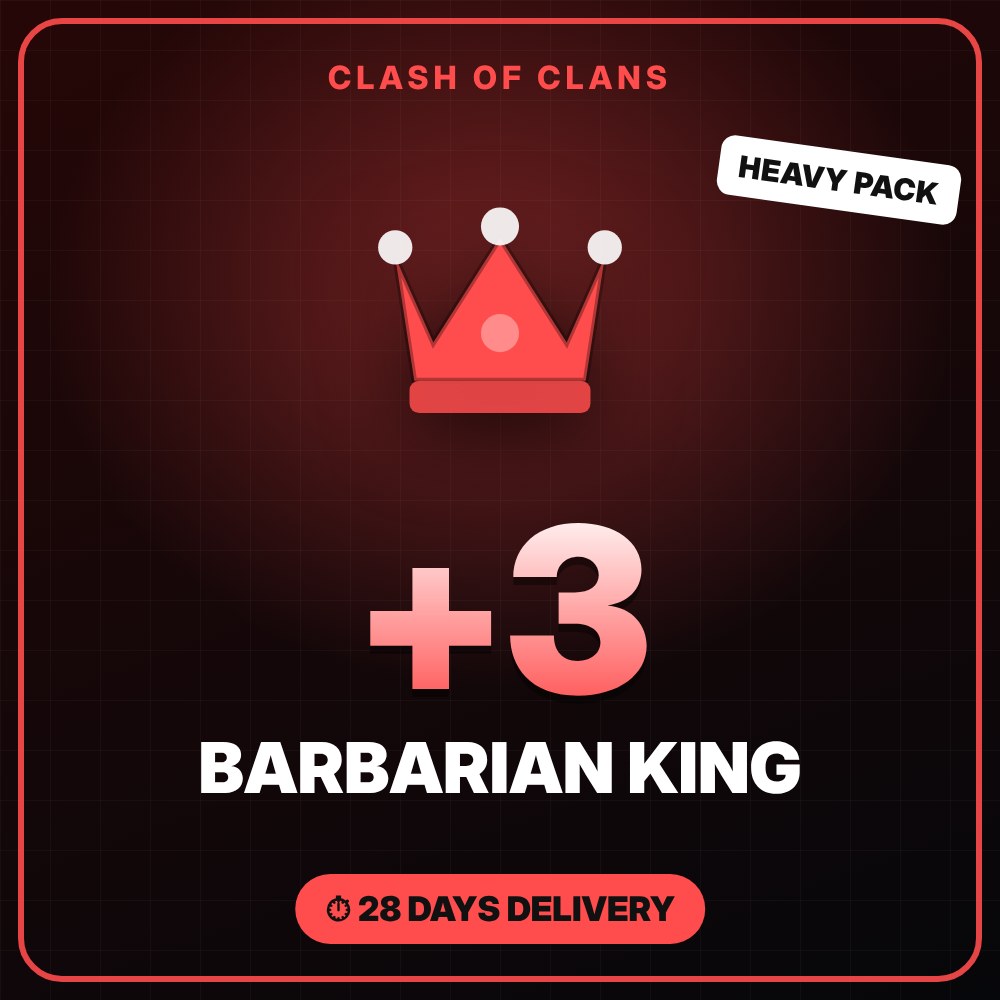 CLASH OF CLANS
HEAVY PACK
+3
BARBARIAN KING
⏱ 28 DAYS DELIVERY